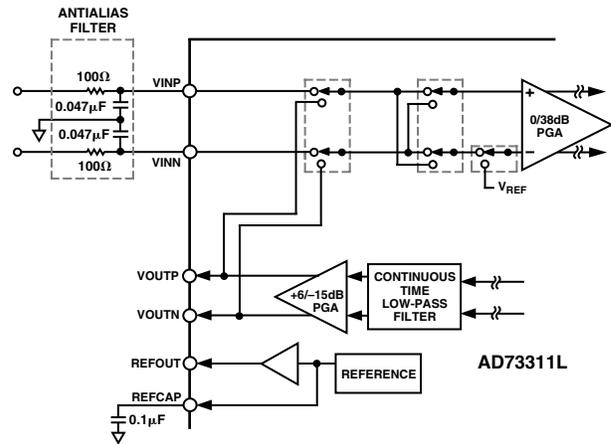 ANTIALIAS
FILTER
100Ω
VINP
0.047μF
0.047μF
100Ω
VINN
0/38dB
PGA
+
–
VREF
VOUTP
+6/–15dB
PGA
CONTINUOUS
TIME
LOW-PASS
FILTER
VOUTN
REFOUT
REFERENCE
AD73311L
REFCAP
0.1μF